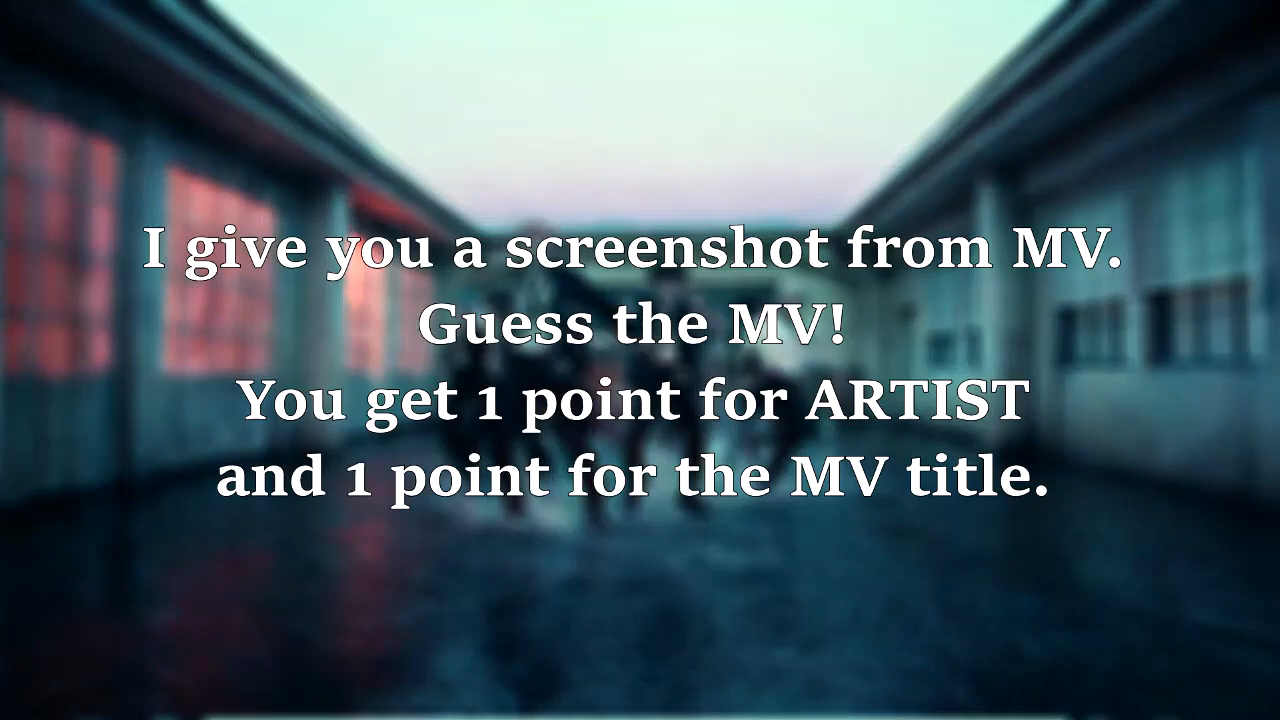 I give you a screenshot from MV.
Guess the MV!
You get 1 point for ARTIST
and 1 point for the MV title.